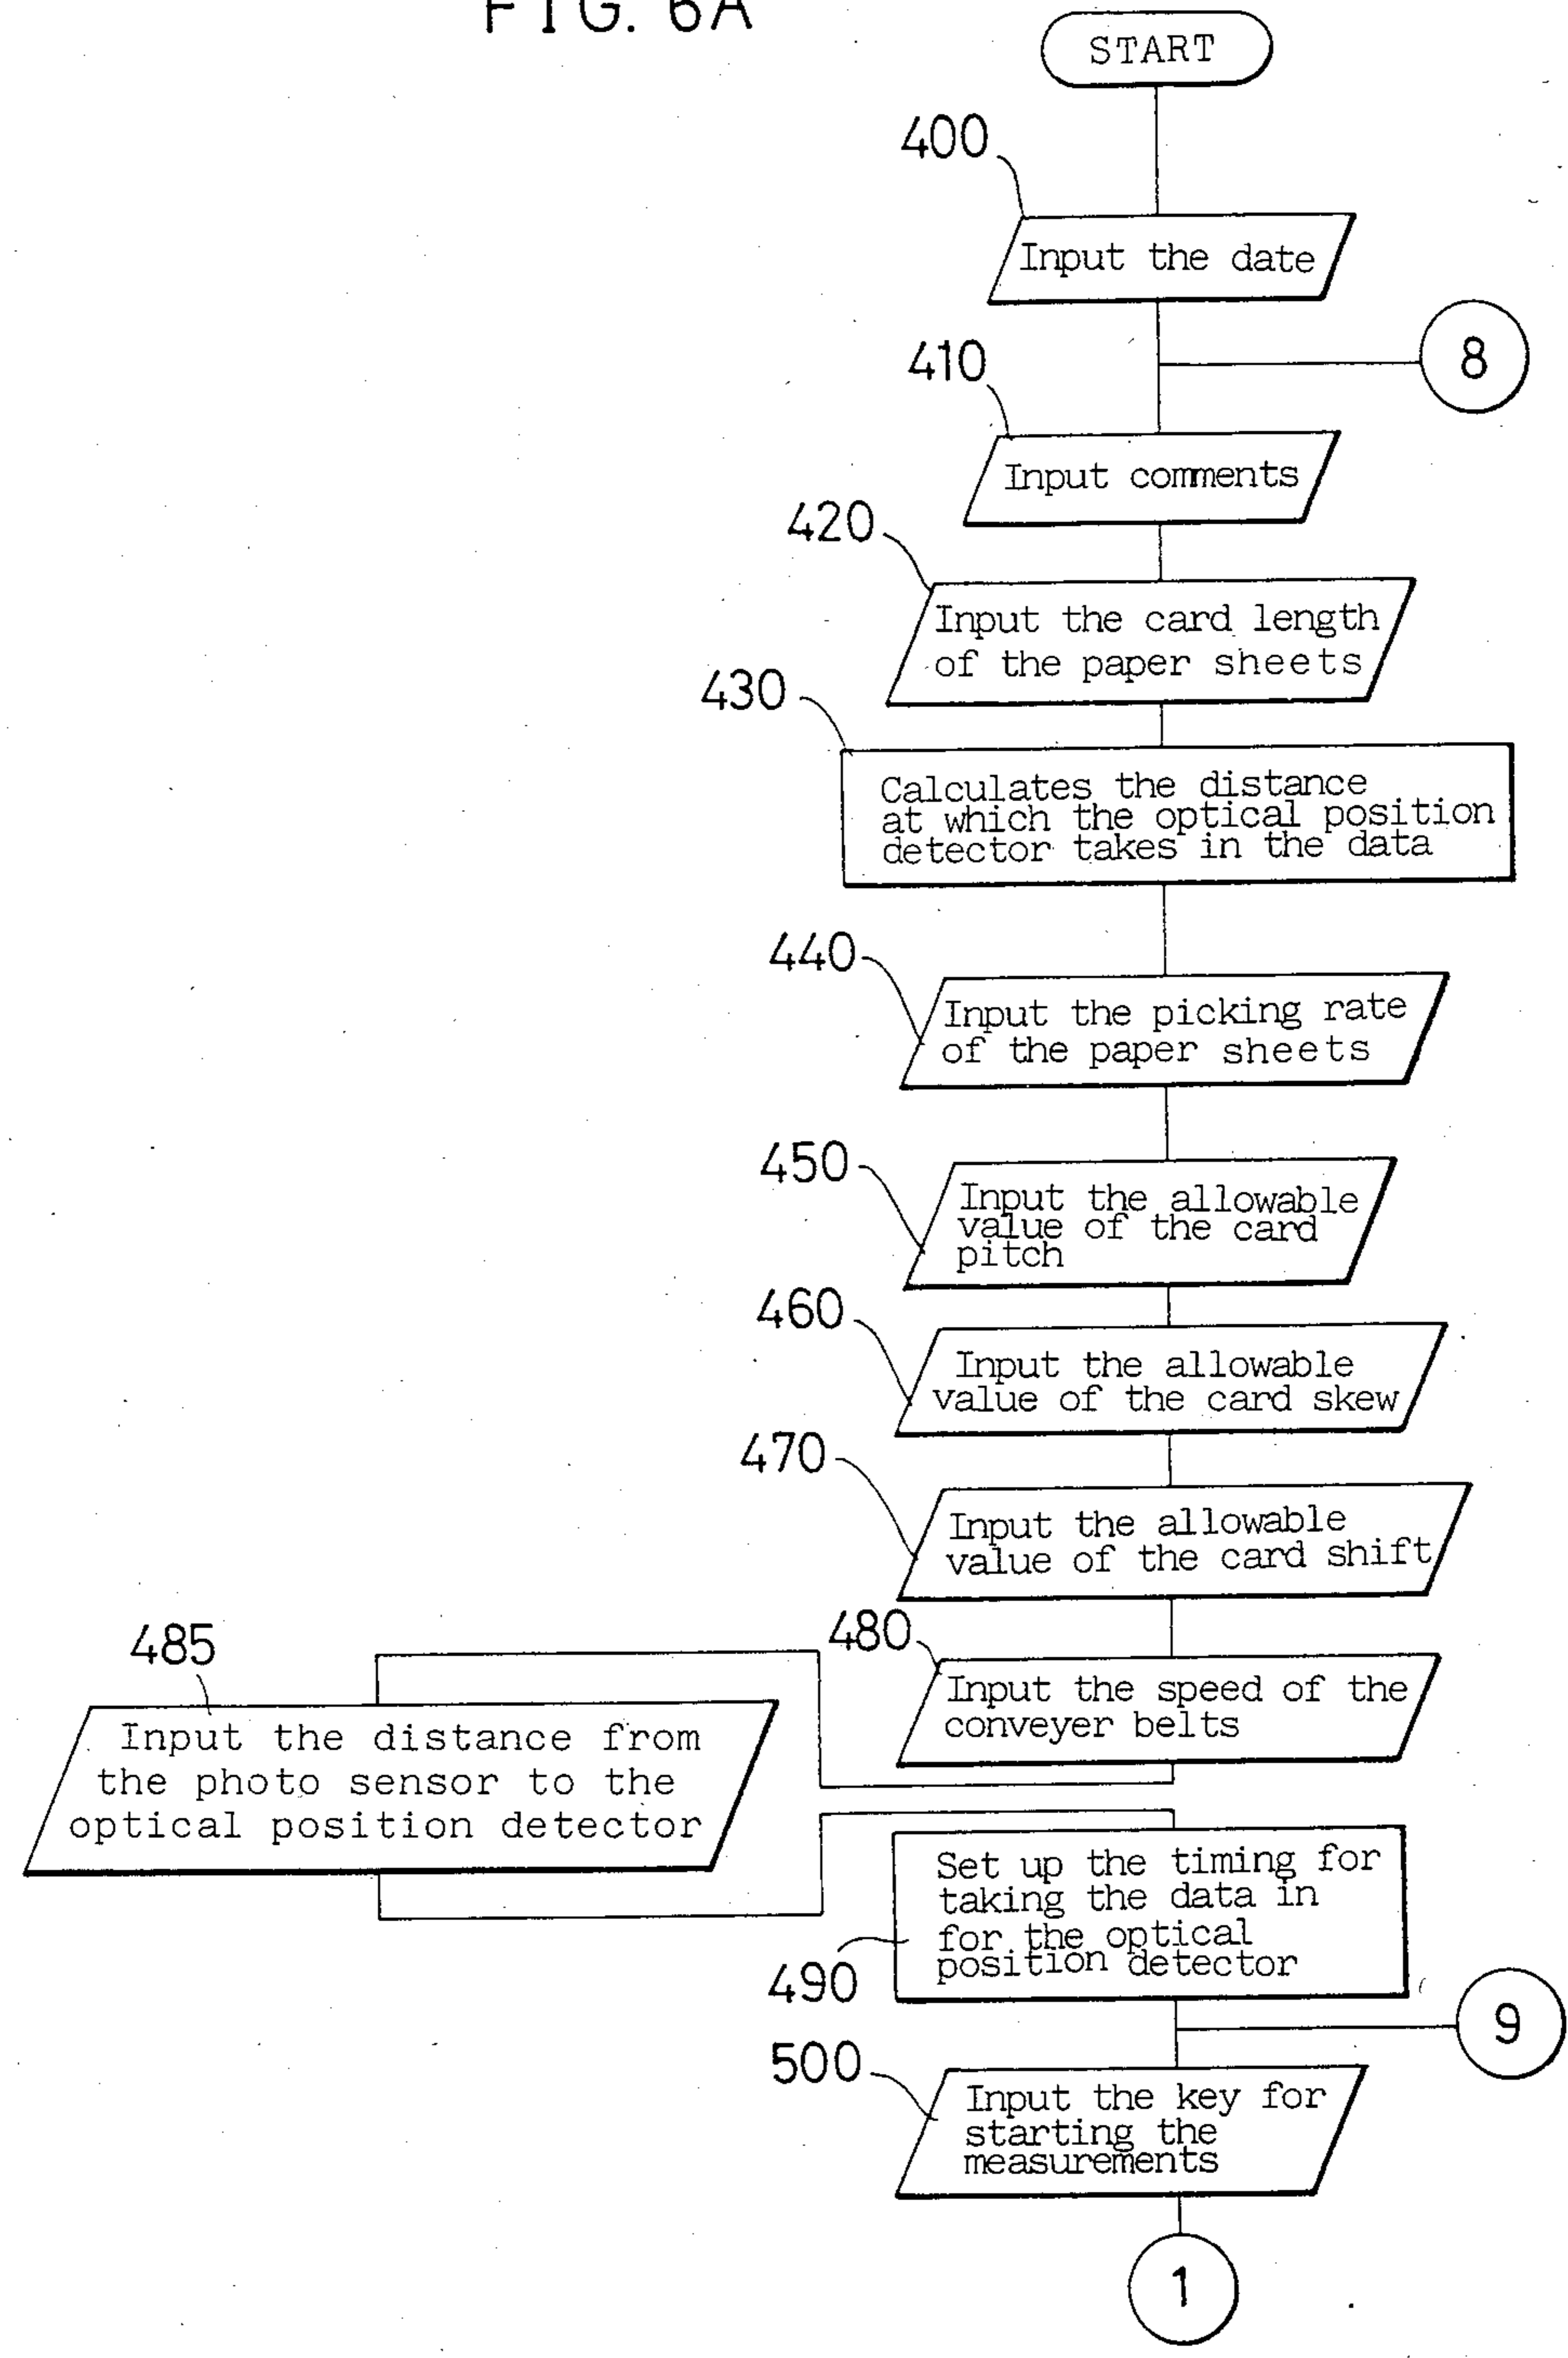 FIG. 6A
START
400
Input the date
8
410
Input comments
420
Input the card length
of the paper sheets
430
Calculates the distance
at which the optical position
detector takes in the data
440
Input the picking rate
of the paper sheets
450
Input the allowable
value of the card
pitch
460
Input the allowable
value of the card skew
470
Input the allowable
value of the card shift
480
Input the speed of the
conveyer belts
485
Input the distance from
the photo sensor to the
optical position detector
Set up the timing for
taking the data in
for the optical
position detector
490
9
500
Input the key for
starting the
measurements
1